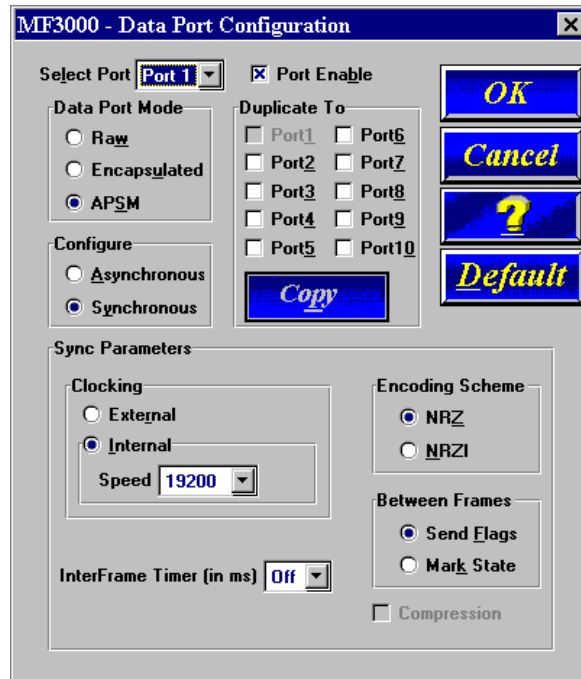 MF3000 - Data Port Configuration
Select Port Port 1 Port Enable
OK
Data Port Mode
Raw
Encapsulated
APSM
Duplicate To
Port1 Port6
Port2 Port7
Port3 Port8
Port4 Port9
Port5 Port10
Copy
Cancel
?
Default
Configure
Asynchronous
Synchronous
Sync Parameters
Clocking
External
Internal
Speed 19200
InterFrame Timer (in ms) Off
Encoding Scheme
NRZ
NRZI
Between Frames
Send Flags
Mark State
Compression